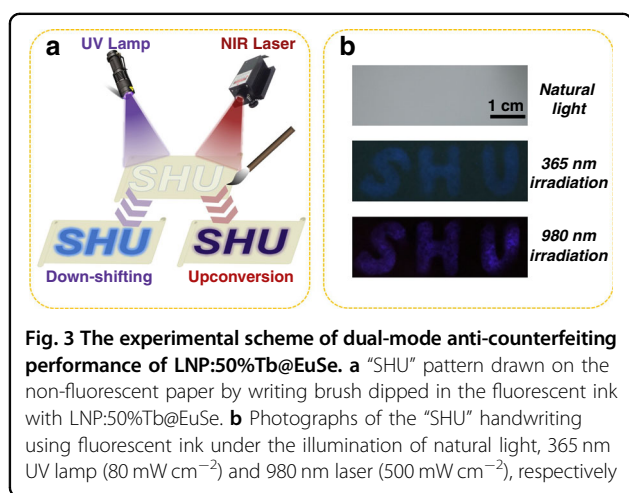 a
UV Lamp
NIR Laser
SHU
SHU
SHU
Down-shifting
Upconversion
b
1 cm
Natural
light
SHU
365 nm
irradiation
SHU
980 nm
irradiation
Fig. 3 The experimental scheme of dual-mode anti-counterfeiting
performance of LNP:50%Tb@EuSe. a "SHU" pattern drawn on the
non-fluorescent paper by writing brush dipped in the fluorescent ink
with LNP:50%Tb@EuSe. b Photographs of the "SHU" handwriting
using fluorescent ink under the illumination of natural light, 365 nm
UV lamp (80 mW cm⁻²) and 980 nm laser (500 mW cm⁻²), respectively